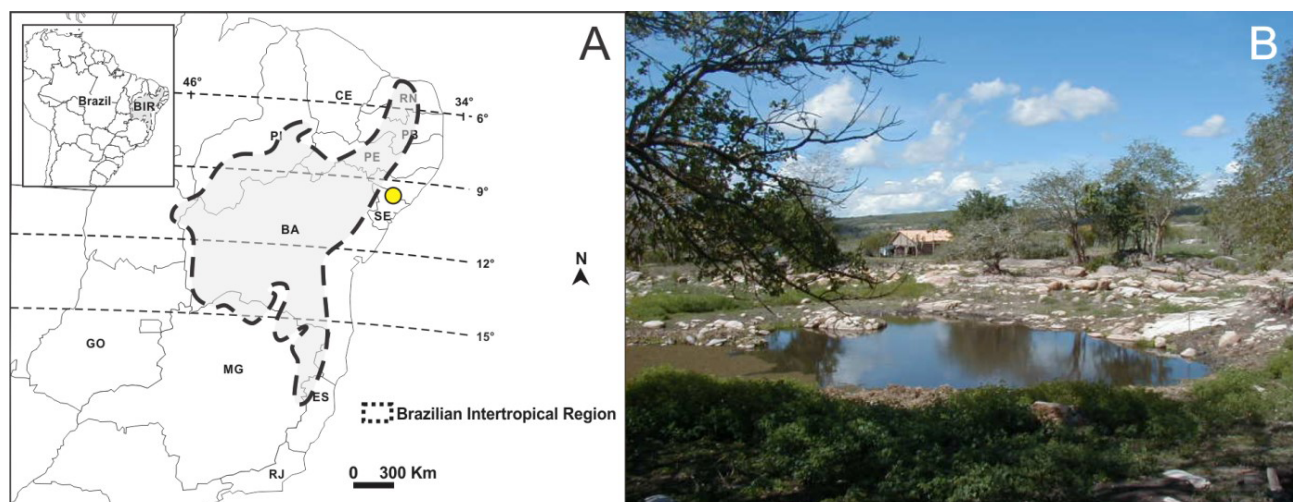 A
B
Brazil
BIR
46°
34°
CE
RN
6°
PI
PB
PE
9°
SE
BA
N
12°
15°
GO
MG
ES
Brazilian Intertropical Region
RJ
0 300 Km